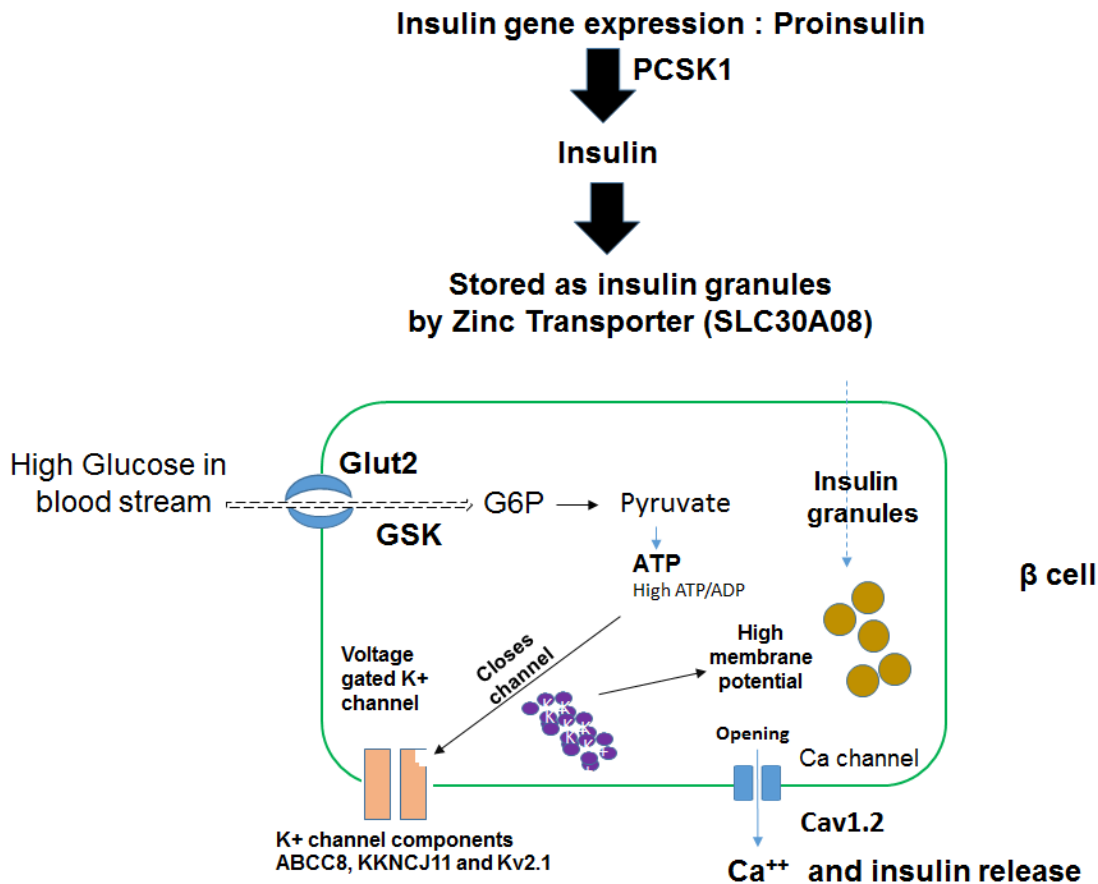 Insulin gene expression : Proinsulin
PCSK1
Insulin
Stored as insulin granules
by Zinc Transporter (SLC30A08)
High Glucose in
blood stream
Glut2
GSK
G6P
Pyruvate
Insulin
granules
ATP
High ATP/ADP
β cell
Closes
channel
Voltage
gated K+
channel
High
membrane
potential
K+
K+
K+
K+
Opening
Ca channel
Cav1.2
K+ channel components
ABCC8, KKNCJ11 and Kv2.1
Ca⁺⁺ and insulin release